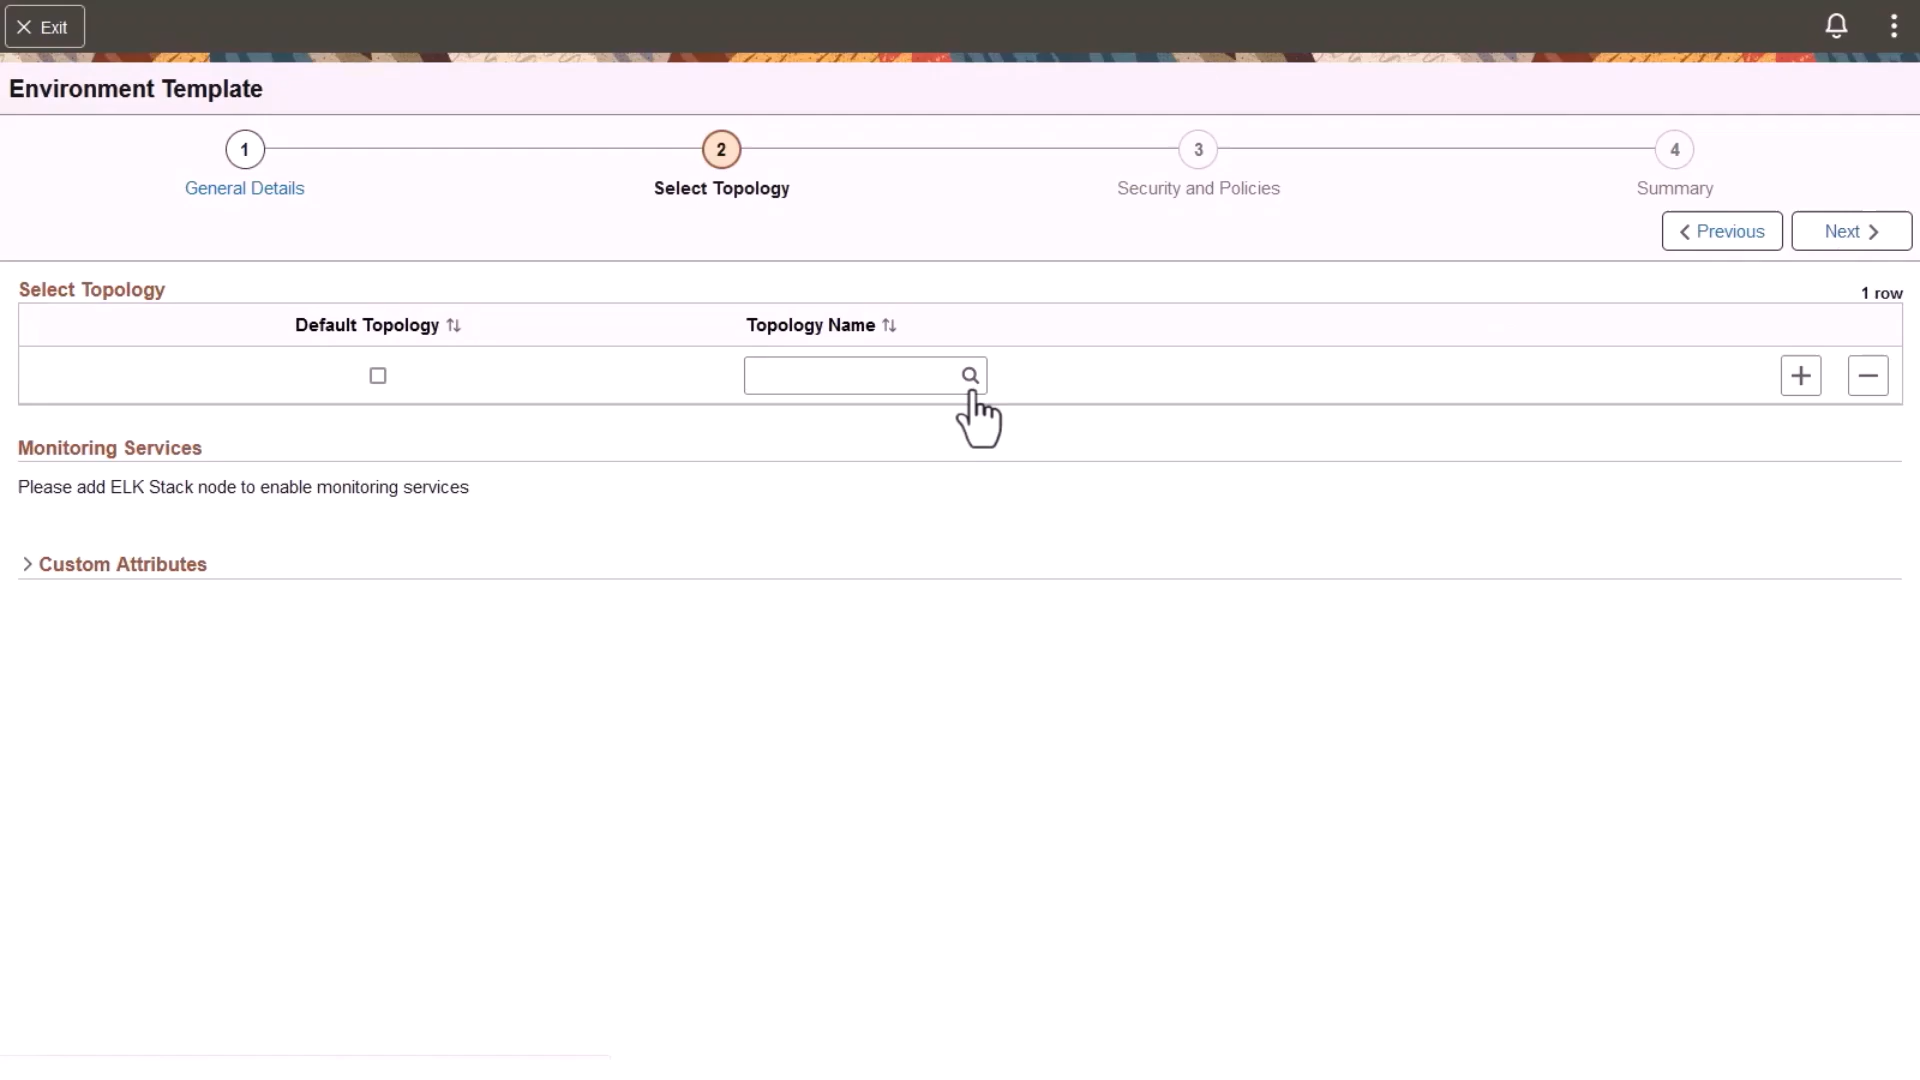 Exit
Environment Template
1
2
3
4
General Details
Select Topology
Security and Policies
Summary
Previous
Next
Select Topology
1 row
Default Topology
Topology Name
Monitoring Services
Please add ELK Stack node to enable monitoring services
Custom Attributes